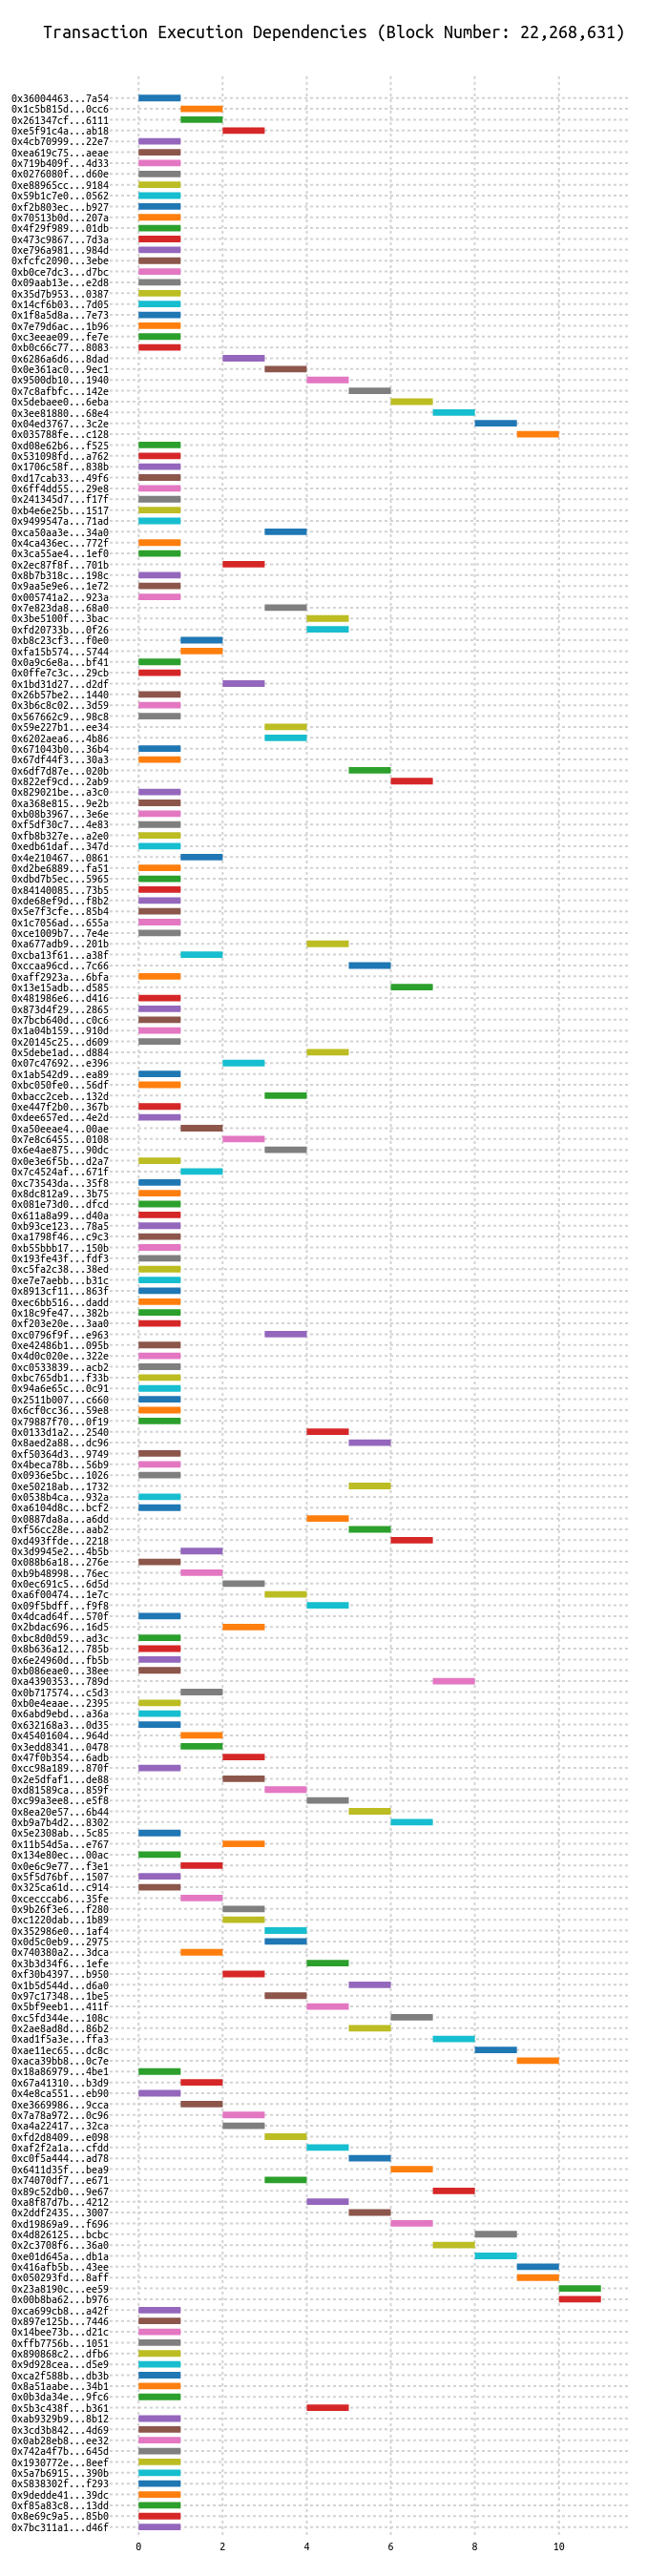 Transaction Execution Dependencies (Block Number: 22,268,631)
0x36004463...7a54
0x1c5b815d...0cc6
0x261347cf...6111
0xe5f91c4a...ab18
0x4cb70999...22e7
0xea619c75...aeae
0x719b409f...4d33
0x0276080f...d60e
0xe88965cc...9184
0x59b1c7e0...0562
0xf2b803ec...b927
0x70513b0d...207a
0x4f29f989...01db
0x473c9867...7d3a
0xe796a981...984d
0xfcfc2090...3ebe
0xb0ce7dc3...d7bc
0x09aab13e...e2d8
0x35d7b953...0387
0x14cf6b03...7d05
0x1f8a5d8a...7e73
0x7e79d6ac...1b96
0xc3eeae09...fe7e
0xb0c66c77...8083
0x6286a6d6...8dad
0x0e361ac0...9ec1
0x9500db10...1940
0x7c8afbfc...142e
0x5debaee0...6eba
0x3ee81880...68e4
0x04ed3767...3c2e
0x035788fe...c128
0xd08e62b6...f525
0x531098fd...a762
0x1706c58f...838b
0xd17cab33...49f6
0x6ff4dd55...29e8
0x241345d7...f17f
0xb4e6e25b...1517
0x9499547a...71ad
0xca50aa3e...34a0
0x4ca436ec...772f
0x3ca55ae4...1ef0
0x2ec87f8f...701b
0x8b7b318c...198c
0x9aa5e9e6...1e72
0x005741a2...923a
0x7e823da8...68a0
0x3be5100f...3bac
0xfd20733b...0f26
0xb8c23cf3...f0e0
0xfa15b574...5744
0x0a9c6e8a...bf41
0x0ffe7c3c...29cb
0x1bd31d27...d2df
0x26b57be2...1440
0x3b6c8c02...3d59
0x567662c9...98c8
0x59e227b1...ee34
0x6202aea6...4b86
0x671043b0...36b4
0x67df44f3...30a3
0x6df7d87e...020b
0x822ef9cd...2ab9
0x829021be...a3c0
0xa368e815...9e2b
0xb08b3967...3e6e
0xf5df30c7...4e83
0xfb8b327e...a2e0
0xedb61daf...347d
0x4e210467...0861
0xd2be6889...fa51
0xdbd7b5ec...5965
0x84140085...73b5
0xde68ef9d...f8b2
0x5e7f3cfe...85b4
0x1c7056ad...655a
0xce1009b7...7e4e
0xa677adb9...201b
0xcba13f61...a38f
0xccaa96cd...7c66
0xaff2923a...6bfa
0x13e15adb...d585
0x481986e6...d416
0x873d4f29...2865
0x7bcb640d...c0c6
0x1a04b159...910d
0x20145c25...d609
0x5debe1ad...d884
0x07c47692...e396
0x1ab542d9...ea89
0xbc050fe0...56df
0xbacc2ceb...132d
0xe447f2b0...367b
0xdee657ed...4e2d
0xa50eeae4...00ae
0x7e8c6455...0108
0x6e4ae875...90dc
0x0e3e6f5b...d2a7
0x7c4524af...671f
0xc73543da...35f8
0x8dc812a9...3b75
0x081e73d0...dfcd
0x611a8a99...d40a
0xb93ce123...78a5
0xa1798f46...c9c3
0xb55bbb17...150b
0x193fe43f...fdf3
0xc5fa2c38...38ed
0xe7e7aebb...b31c
0x8913cf11...863f
0xec6bb516...dadd
0x18c9fe47...382b
0xf203e20e...3aa0
0xc0796f9f...e963
0xe42486b1...095b
0x4d0c020e...322e
0xc0533839...acb2
0xbc765db1...f33b
0x94a6e65c...0c91
0x2511b007...c660
0x6cf0cc36...59e8
0x79887f70...0f19
0x0133d1a2...2540
0x8aed2a88...dc96
0xf50364d3...9749
0x4beca78b...56b9
0x0936e5bc...1026
0xe50218ab...1732
0x0538b4ca...932a
0xa6104d8c...bcf2
0x0887da8a...a6dd
0xf56cc28e...aab2
0xd493ffde...2218
0x3d9945e2...4b5b
0x088b6a18...276e
0xb9b48998...76ec
0x0ec691c5...6d5d
0xa6f00474...1e7c
0x09f5bdff...f9f8
0x4dcad64f...570f
0x2bdac696...16d5
0xbc8d0d59...ad3c
0x8b636a12...785b
0x6e24960d...fb5b
0xb086eae0...38ee
0xa4390353...789d
0x0b717574...c5d3
0xb0e4eaae...2395
0x6abd9ebd...a36a
0x632168a3...0d35
0x45401604...964d
0x3edd8341...0478
0x47f0b354...6adb
0xcc98a189...870f
0x2e5dfaf1...de88
0xd81589ca...859f
0xc99a3ee8...e5f8
0x8ea20e57...6b44
0xb9a7b4d2...8302
0x5e2308ab...5c85
0x11b54d5a...e767
0x134e80ec...00ac
0x0e6c9e77...f3e1
0x5f5d76bf...1507
0x325ca61d...c914
0xcecccab6...35fe
0x9b26f3e6...f280
0xc1220dab...1b89
0x352986e0...1af4
0x0d5c0eb9...2975
0x740380a2...3dca
0x3b3d34f6...1efe
0xf30b4397...b950
0x1b5d544d...d6a0
0x97c17348...1be5
0x5bf9eeb1...411f
0xc5fd344e...108c
0x2ae8ad8d...86b2
0xad1f5a3e...ffa3
0xae11ec65...dc8c
0xaca39bb8...0c7e
0x18a86979...4be1
0x67a41310...b3d9
0x4e8ca551...eb90
0xe3669986...9cca
0x7a78a972...0c96
0xa4a22417...32ca
0xfd2d8409...e098
0xaf2f2a1a...cfdd
0xc0f5a444...ad78
0x6411d35f...bea9
0x74070df7...e671
0x89c52db0...9e67
0xa8f87d7b...4212
0x2ddf2435...3007
0xd19869a9...f696
0x4d826125...bcbc
0x2c3708f6...36a0
0xe01d645a...db1a
0x416afb5b...43ee
0x050293fd...8aff
0x23a8190c...ee59
0x00b8ba62...b976
0xca699cb8...a42f
0x897e125b...7446
0x14bee73b...d21c
0xffb7756b...1051
0x890868c2...dfb6
0x9d928cea...d5e9
0xca2f588b...db3b
0x8a51aabe...34b1
0x0b3da34e...9fc6
0x5b3c438f...b361
0xab9329b9...8b12
0x3cd3b842...4d69
0x0ab28eb8...ee32
0x742a4f7b...645d
0x1930772e...8eef
0x5a7b6915...390b
0x5838302f...f293
0x9dedde41...39dc
0xf85a83c8...13dd
0x8e69c9a5...85b0
0x7bc311a1...d46f
0 2 4 6 8 10